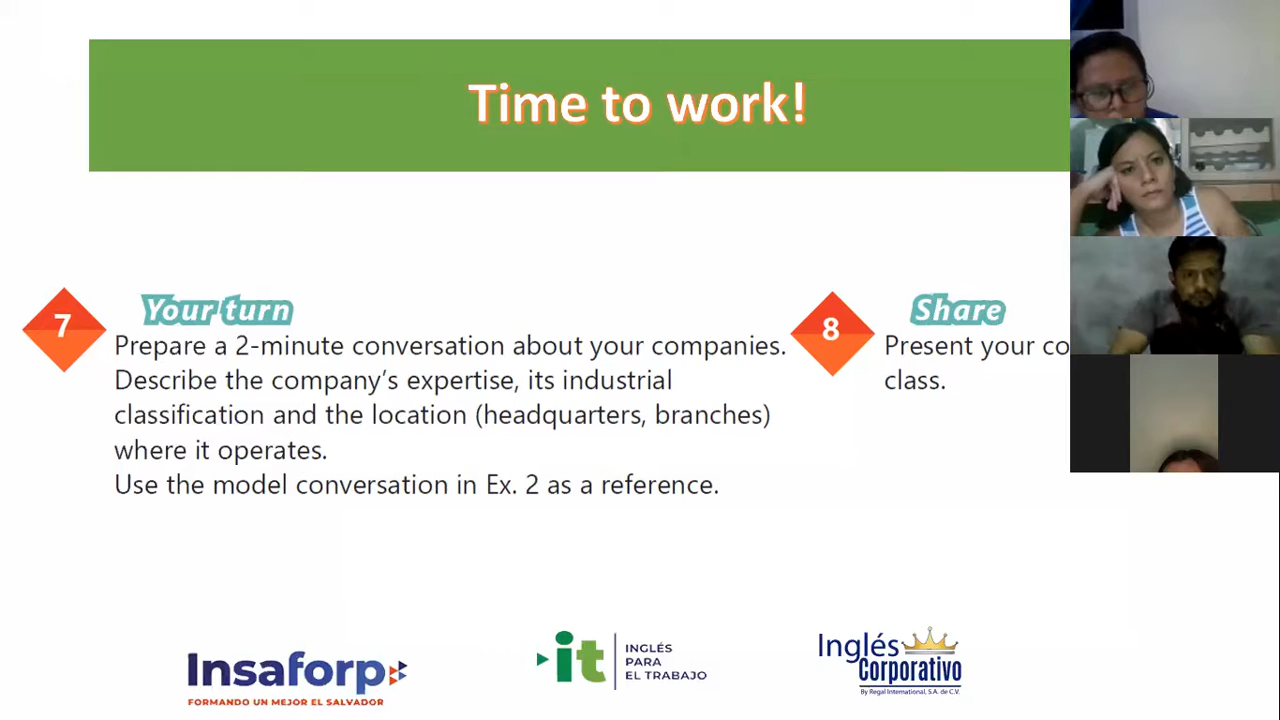 Time to work!
7
Your turn
Prepare a 2-minute conversation about your companies.
Describe the company's expertise, its industrial
classification and the location (headquarters, branches)
where it operates.
Use the model conversation in Ex. 2 as a reference.
8
Share
Present your co
class.
Insaforp
FORMANDO UN MEJOR EL SALVADOR
it
INGLÉS
PARA
EL TRABAJO
Inglés
Corporativo
By Regal International, S.A. de C.V.